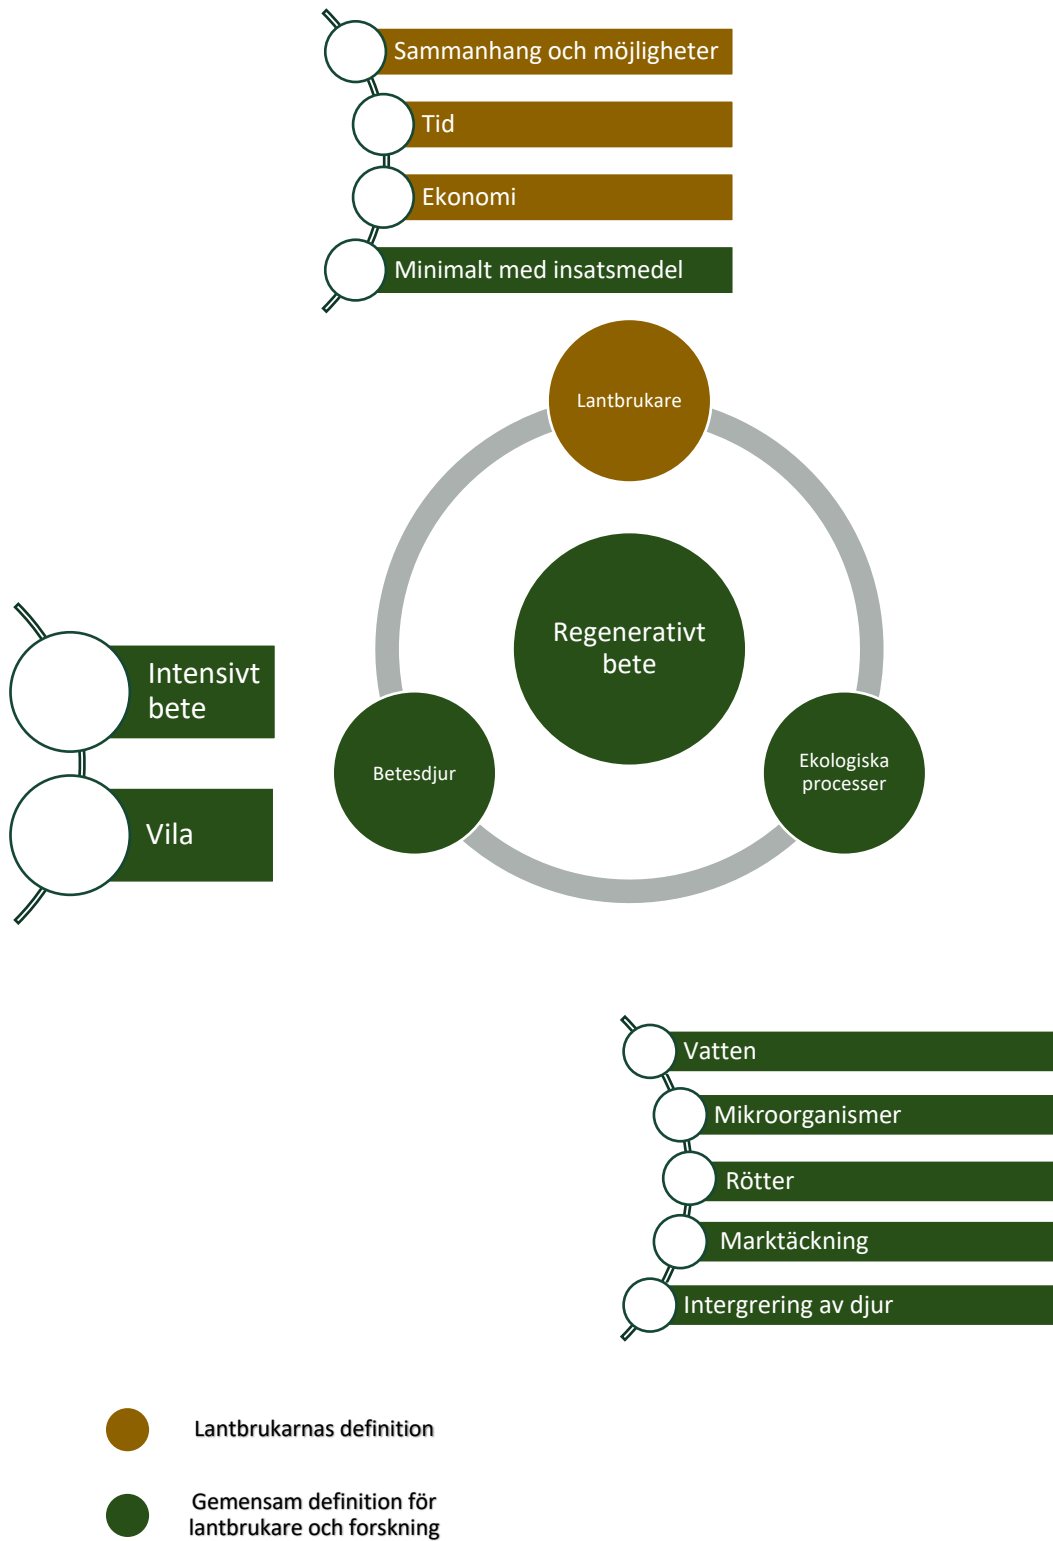 Sammanhang och möjligheter
Tid
Ekonomi
Minimalt med insatsmedel
Lantbrukare
Regenerativt
bete
Intensivt
bete
Vila
Betesdjur
Ekologiska
processer
Vatten
Mikroorganismer
Rötter
Marktäckning
Intergrering av djur
Lantbrukarnas definition
Gemensam definition för
lantbrukare och forskning